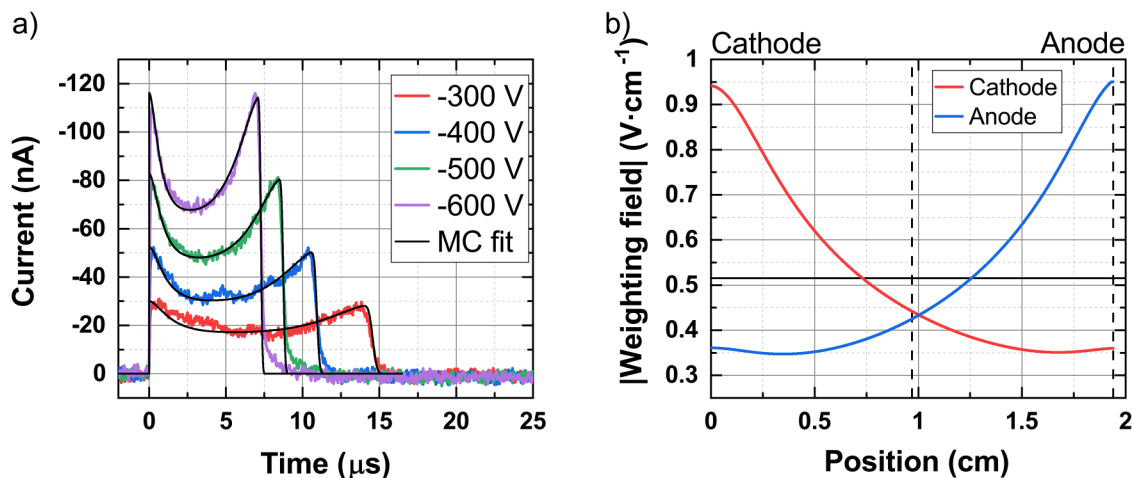 a)
-120
-100
-80
-60
-40
-20
0
Current (nA)
-300 V
-400 V
-500 V
-600 V
MC fit
0 5 10 15 20 25
Time (μs)
b)
Cathode Anode
1
0.9
0.8
0.7
0.6
0.5
0.4
0.3
|Weighting field| (V·cm⁻¹)
Cathode
Anode
0 0.5 1 1.5 2
Position (cm)